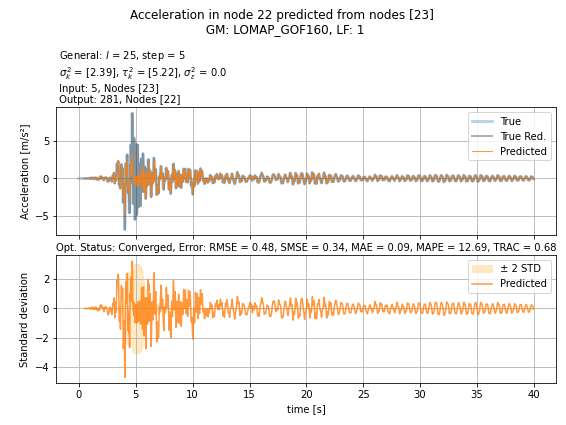 Acceleration in node 22 predicted from nodes [23]
GM: LOMAP_GOF160, LF: 1
General: l = 25, step = 5
σ²ₖ = [2.39], τ²ₖ = [5.22], σ²ε = 0.0
Input: 5, Nodes [23]
Output: 281, Nodes [22]
Acceleration [m/s²]
5
0
−5
True
True Red.
Predicted
Opt. Status: Converged, Error: RMSE = 0.48, SMSE = 0.34, MAE = 0.09, MAPE = 12.69, TRAC = 0.68
Standard deviation
2
0
−2
−4
± 2 STD
Predicted
0 5 10 15 20 25 30 35 40
time [s]